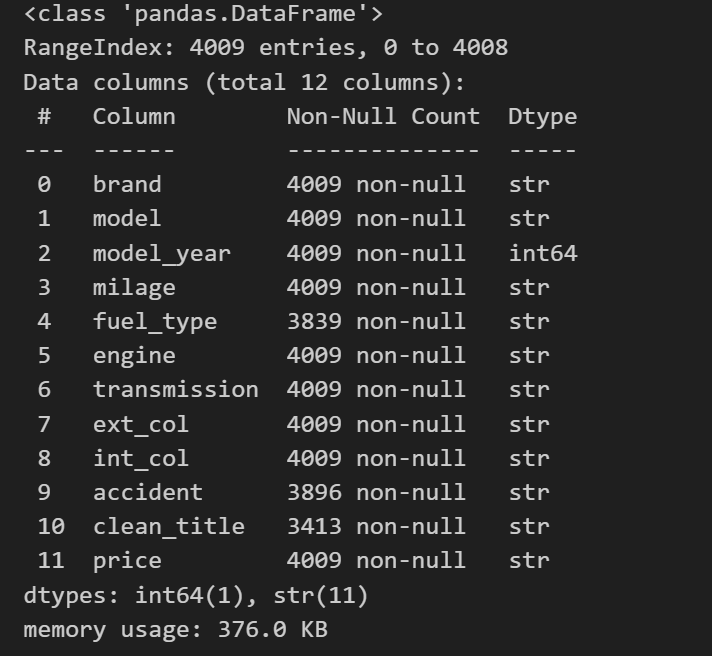 <class 'pandas.DataFrame'>
RangeIndex: 4009 entries, 0 to 4008
Data columns (total 12 columns):
 #   Column        Non-Null Count  Dtype
---  ------        --------------  -----
 0   brand         4009 non-null   str
 1   model         4009 non-null   str
 2   model_year    4009 non-null   int64
 3   milage        4009 non-null   str
 4   fuel_type     3839 non-null   str
 5   engine        4009 non-null   str
 6   transmission  4009 non-null   str
 7   ext_col       4009 non-null   str
 8   int_col       4009 non-null   str
 9   accident      3896 non-null   str
 10  clean_title   3413 non-null   str
 11  price         4009 non-null   str
dtypes: int64(1), str(11)
memory usage: 376.0 KB